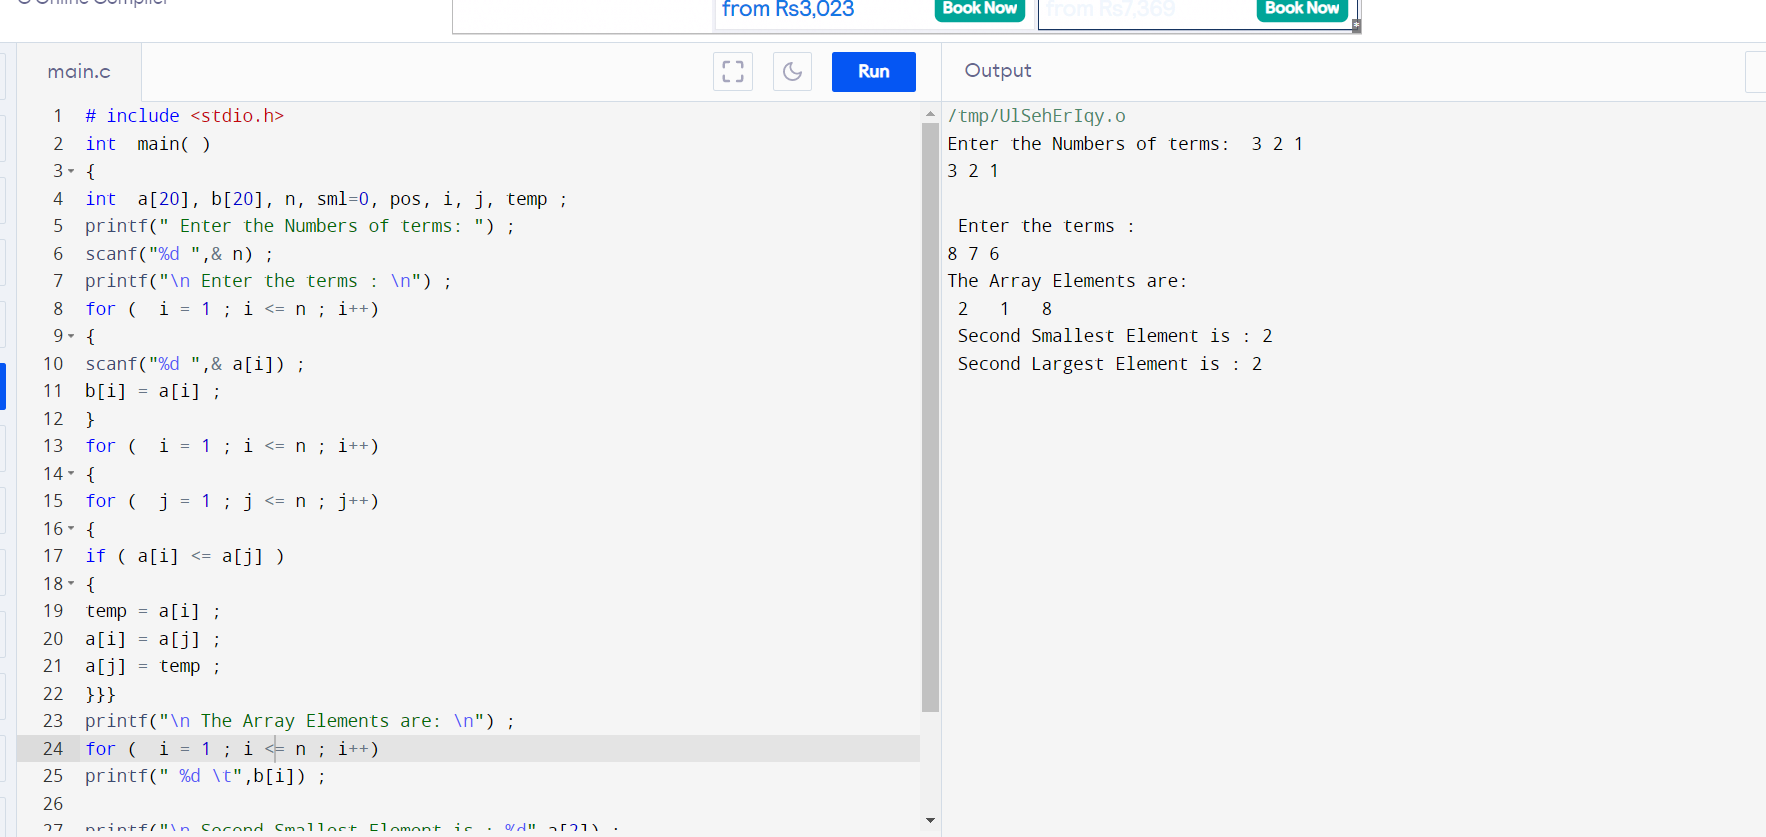 C Online Compiler
from Rs3,023
Book Now
from Rs7,369
Book Now
main.c
Run
Output
1 # include <stdio.h>
2 int  main( )
3 {
4 int  a[20], b[20], n, sml=0, pos, i, j, temp ;
5 printf(" Enter the Numbers of terms: ") ;
6 scanf("%d ",& n) ;
7 printf("\n Enter the terms : \n") ;
8 for (  i = 1 ; i <= n ; i++)
9 {
10 scanf("%d ",& a[i]) ;
11 b[i] = a[i] ;
12 }
13 for (  i = 1 ; i <= n ; i++)
14 {
15 for (  j = 1 ; j <= n ; j++)
16 {
17 if ( a[i] <= a[j] )
18 {
19 temp = a[i] ;
20 a[i] = a[j] ;
21 a[j] = temp ;
22 }}}
23 printf("\n The Array Elements are: \n") ;
24 for (  i = 1 ; i <= n ; i++)
25 printf(" %d \t",b[i]) ;
26
27 printf("\n Second Smallest Element is : %d",a[2]) ;
/tmp/UlSehErIqy.o
Enter the Numbers of terms:  3 2 1
3 2 1
Enter the terms :
8 7 6
The Array Elements are:
2   1   8
Second Smallest Element is : 2
Second Largest Element is : 2